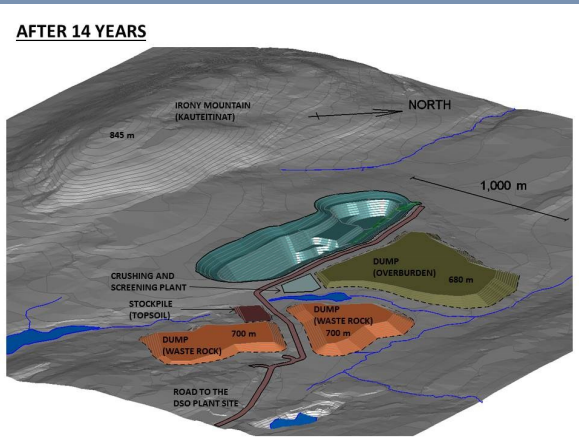 AFTER 14 YEARS
IRONY MOUNTAIN
(KAUTEITINAT)
845 m
NORTH
1,000 m
DUMP
(OVERBURDEN)
680 m
CRUSHING AND
SCREENING PLANT
STOCKPILE
(TOPSOIL)
DUMP
(WASTE ROCK)
700 m
700 m
DUMP
(WASTE ROCK)
ROAD TO THE
DSO PLANT SITE